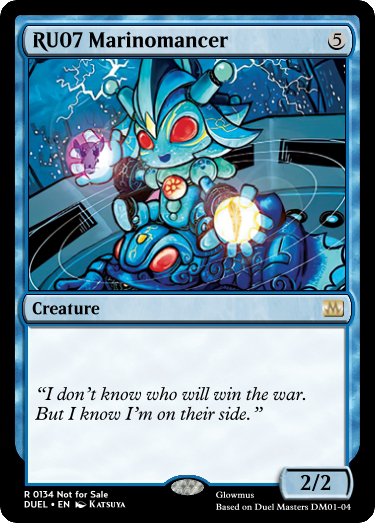 RU07 Marinomancer
5
Creature
“I don’t know who will win the war.
But I know I’m on their side.”
2/2
R 0134 Not for Sale
DUEL • EN Katsuya
Glowmus
Based on Duel Masters DM01-04